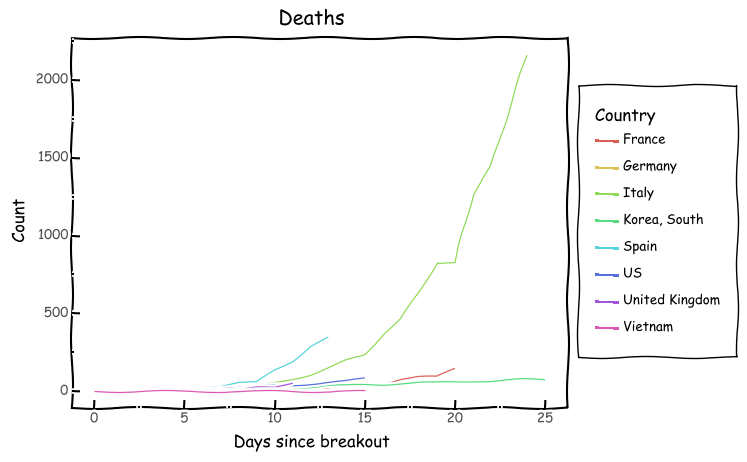 Deaths
2000
1500
1000
500
0
Count
0 5 10 15 20 25
Days since breakout
Country
France
Germany
Italy
Korea, South
Spain
US
United Kingdom
Vietnam